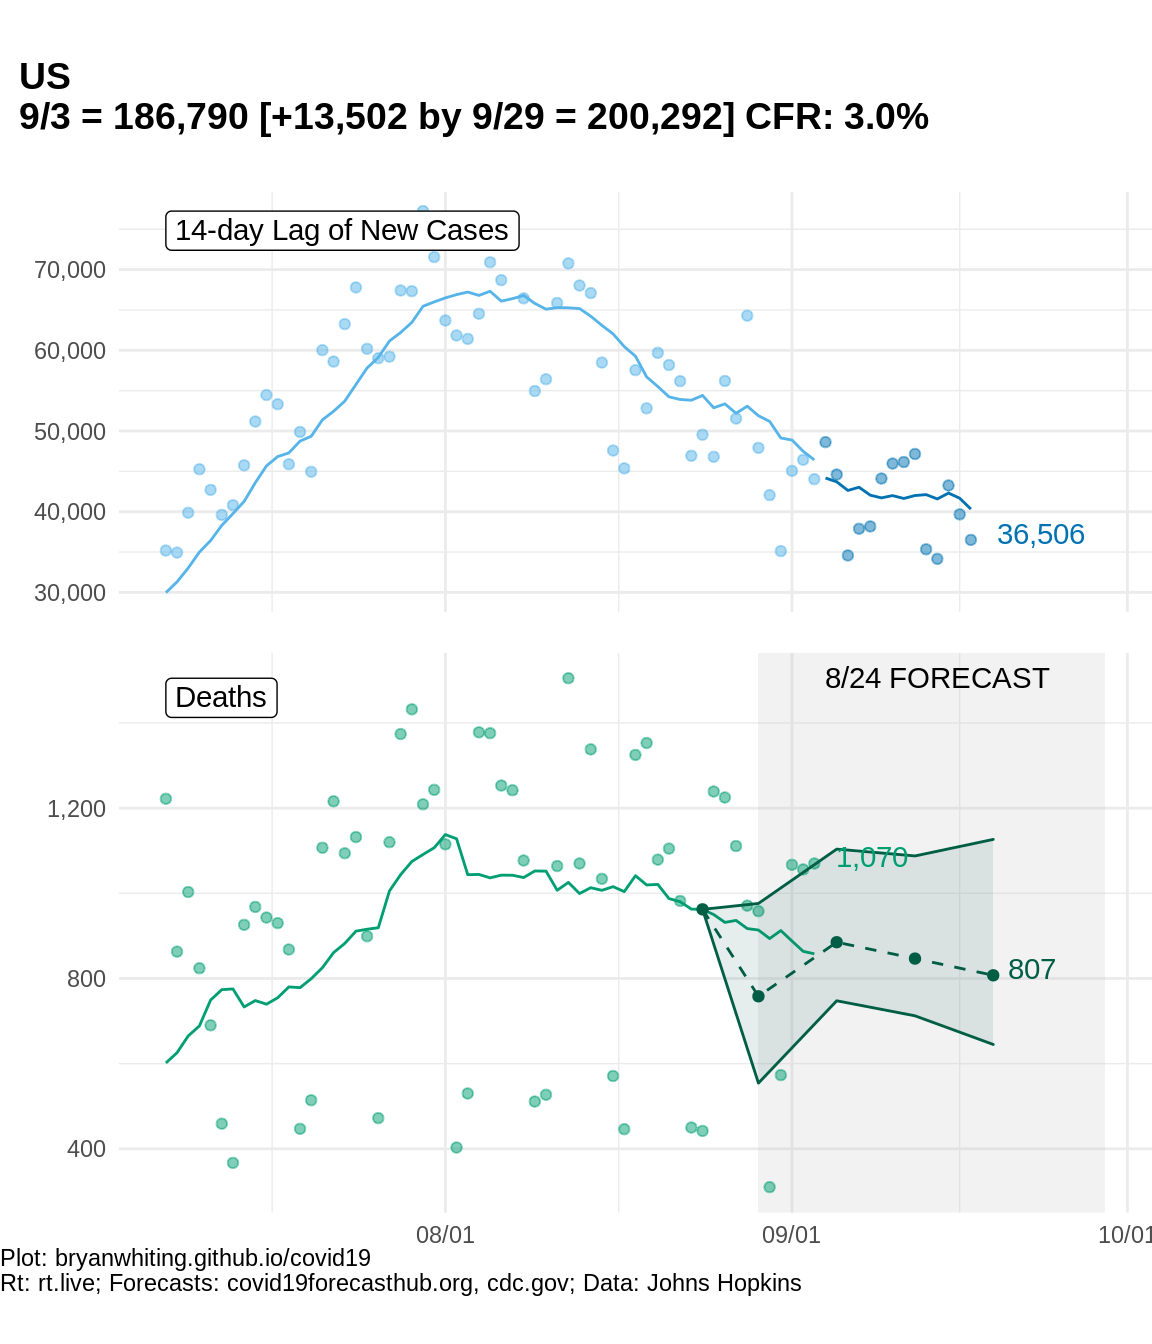 US
9/3 = 186,790 [+13,502 by 9/29 = 200,292] CFR: 3.0%
14-day Lag of New Cases
70,000
60,000
50,000
40,000
36,506
30,000
8/24 FORECAST
Deaths
1,200
1,070
800
807
400
08/01
09/01
10/01
Plot: bryanwhiting.github.io/covid19
Rt: rt.live; Forecasts: covid19forecasthub.org, cdc.gov; Data: Johns Hopkins